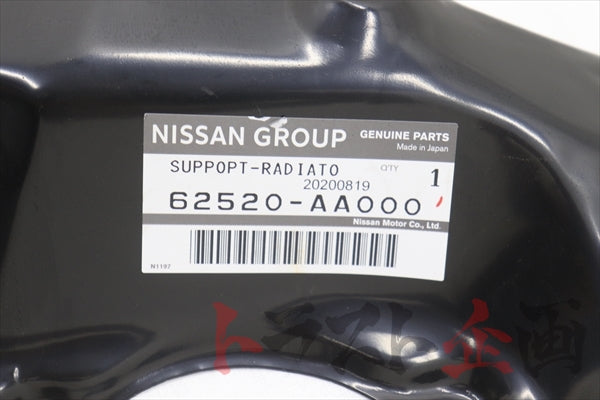 NISSAN GROUP
GENUINE PARTS
Made in Japan
SUPPOPT-RADIATO
Q'TY
1
20200819
62520-AA000
Nissan Motor Co., Ltd.
N1197
トラスト企画